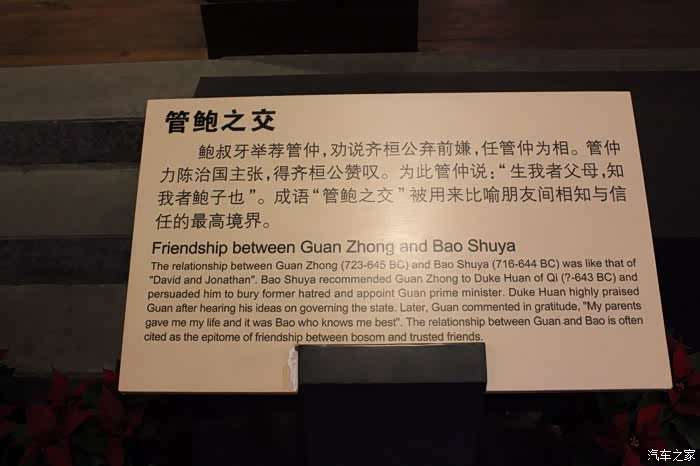 管鲍之交
鲍叔牙举荐管仲，劝说齐桓公弃前嫌，任管仲为相。管仲
力陈治国主张，得齐桓公赞叹。为此管仲说：“生我者父母，知
我者鲍子也”。成语“管鲍之交”被用来比喻朋友间相知与信
任的最高境界。
Friendship between Guan Zhong and Bao Shuya
The relationship between Guan Zhong (723-645 BC) and Bao Shuya (716-644 BC) was like that of
"David and Jonathan". Bao Shuya recommended Guan Zhong to Duke Huan of Qi (?-643 BC) and
persuaded him to bury former hatred and appoint Guan prime minister. Duke Huan highly praised
Guan after hearing his ideas on governing the state. Later, Guan commented in gratitude, "My parents
gave me my life and it was Bao who knows me best". The relationship between Guan and Bao is often
cited as the epitome of friendship between bosom and trusted friends.
汽车之家